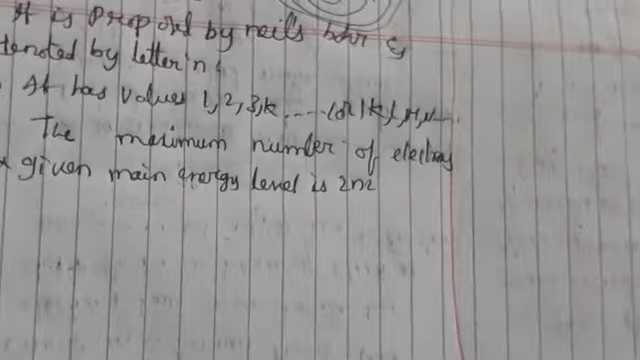 It is proposed by neils bohr &
denoted by letter 'n'
It has values 1,2,3,k.... (or) k,l,m,n..
The maximum number of electrons
given main energy level is 2n2